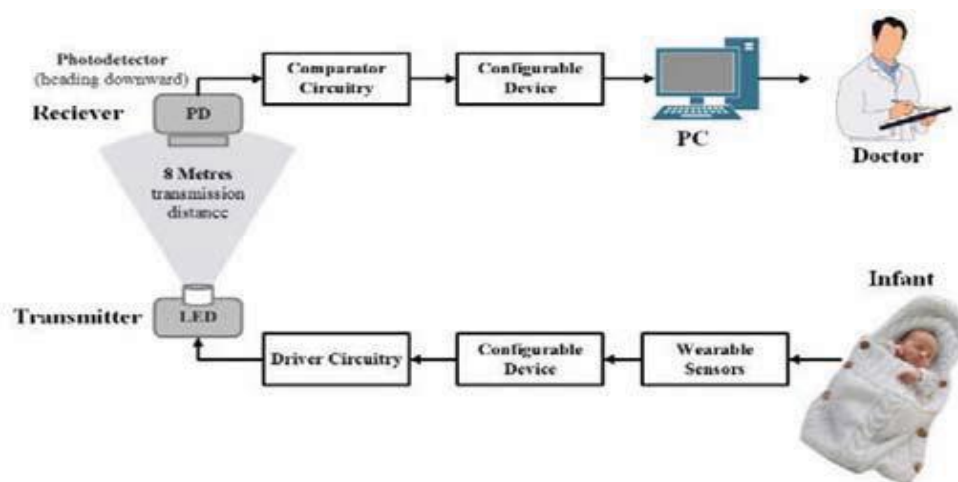 Photodetector
(heading downward)
Reciever
PD
Comparator
Circuitry
Configurable
Device
PC
Doctor
8 Metres
transmission
distance
Infant
Transmitter
LED
Driver Circuitry
Configurable
Device
Wearable
Sensors